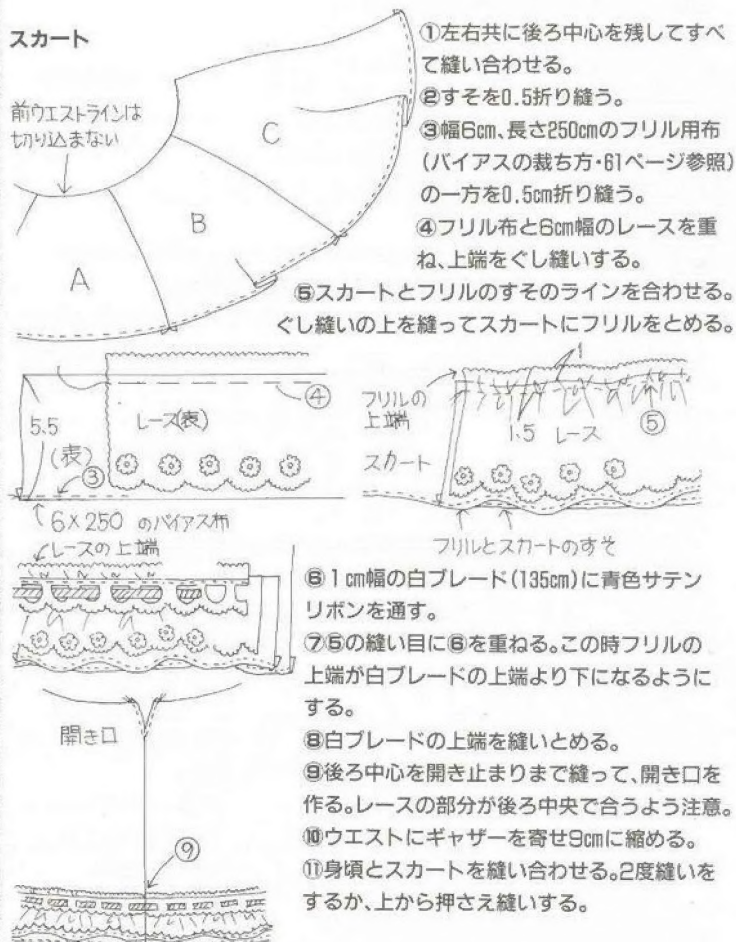 スカート
前ウエストラインは
切り込まない
A
B
C
①左右共に後ろ中心を残してすべ
て縫い合わせる。
②すそを0.5折り縫う。
③幅6cm、長さ250cmのフリル用布
(バイアスの裁ち方・61ページ参照)
の一方を0.5cm折り縫う。
④フリル布と6cm幅のレースを重
ね、上端をぐし縫いする。
⑤スカートとフリルのすそのラインを合わせる。
ぐし縫いの上を縫ってスカートにフリルをとめる。
5.5
(表)
③
レース(表)
④
6×250 のバイアス布
フリルの
上端
スカート
1
1.5 レース
⑤
フリルとスカートのすそ
レースの上端
⑥1cm幅の白ブレード(135cm)に青色サテン
リボンを通す。
⑦⑤の縫い目に⑥を重ねる。この時フリルの
上端が白ブレードの上端より下になるように
する。
⑧白ブレードの上端を縫いとめる。
⑨後ろ中心を開き止まりまで縫って、開き口を
作る。レースの部分が後ろ中央で合うよう注意。
⑩ウエストにギャザーを寄せ9cmに縮める。
⑪身頃とスカートを縫い合わせる。2度縫いを
するか、上から押さえ縫いする。
開き口
⑨